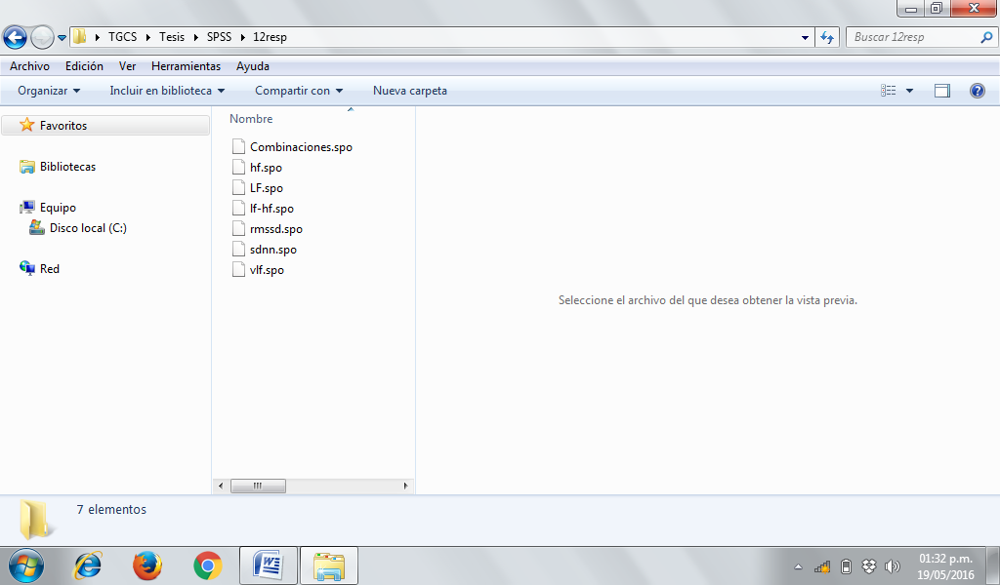 TGCS Tesis SPSS 12resp Buscar 12resp
Archivo Edición Ver Herramientas Ayuda
Organizar Incluir en biblioteca Compartir con Nueva carpeta
Favoritos
Bibliotecas
Equipo
Disco local (C:)
Red
Nombre
Combinaciones.spo
hf.spo
LF.spo
lf-hf.spo
rmssd.spo
sdnn.spo
vlf.spo
Seleccione el archivo del que desea obtener la vista previa.
7 elementos
01:32 p.m.
19/05/2016